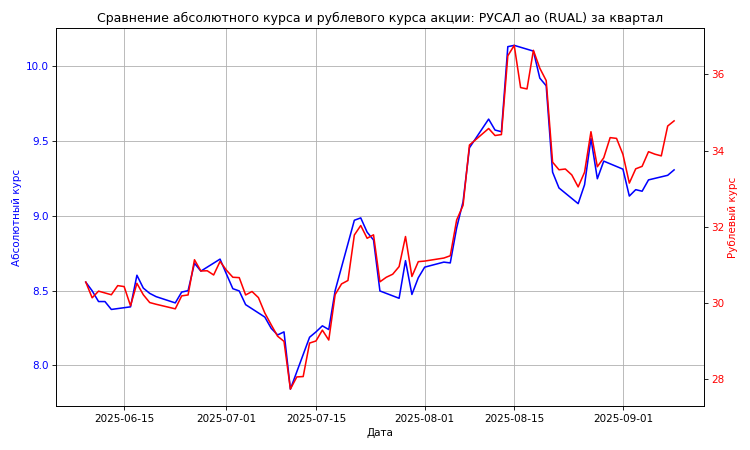 Сравнение абсолютного курса и рублевого курса акции: РУСАЛ ао (RUAL) за квартал
10.0
9.5
9.0
8.5
8.0
Абсолютный курс
36
34
32
30
28
Рублевый курс
2025-06-15 2025-07-01 2025-07-15 2025-08-01 2025-08-15 2025-09-01
Дата